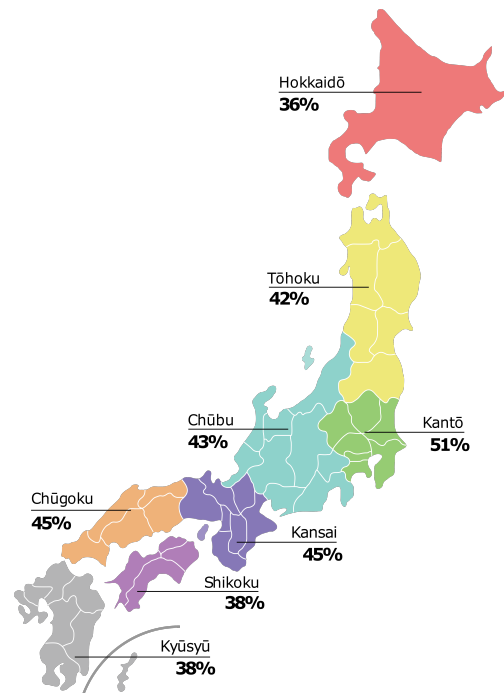 Hokkaidō
36%
Tōhoku
42%
Chūbu
43%
Kantō
51%
Chūgoku
45%
Kansai
45%
Shikoku
38%
Kyūsyū
38%